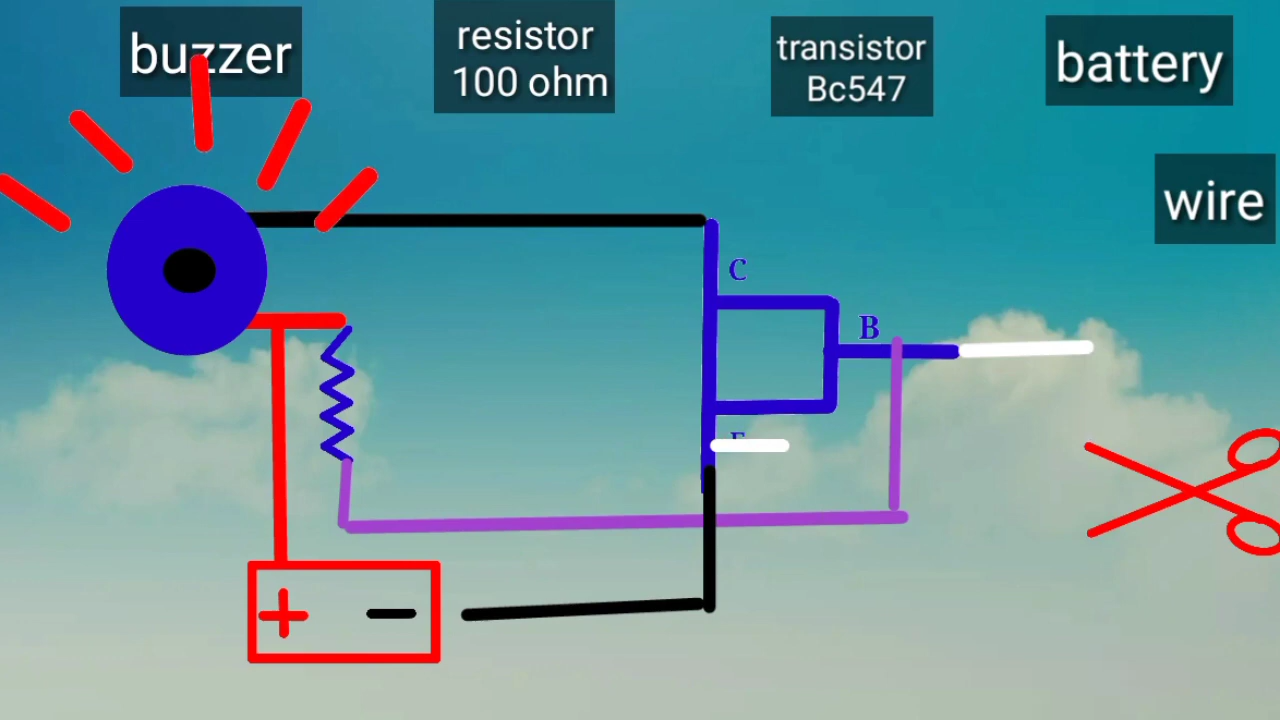 buzzer
resistor
100 ohm
transistor
Bc547
battery
wire
C
B
+ -